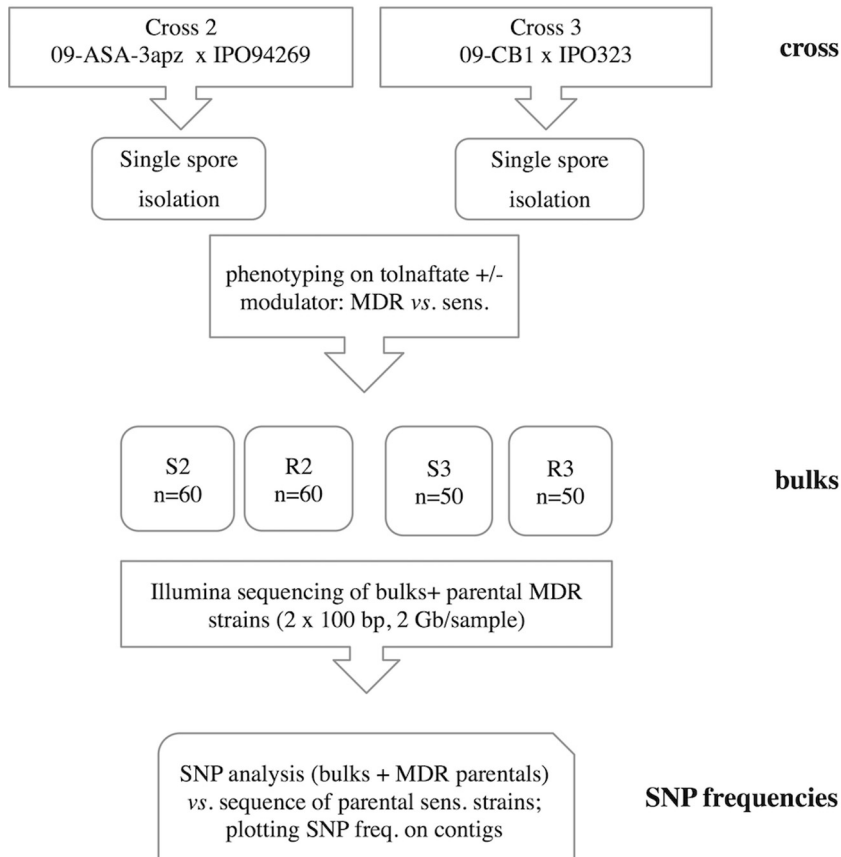 Cross 2
09-ASA-3apz x IPO94269
Cross 3
09-CB1 x IPO323
cross
Single spore
isolation
Single spore
isolation
phenotyping on tolnaftate +/-
modulator: MDR vs. sens.
S2
n=60
R2
n=60
S3
n=50
R3
n=50
bulks
Illumina sequencing of bulks+ parental MDR
strains (2 x 100 bp, 2 Gb/sample)
SNP analysis (bulks + MDR parentals)
vs. sequence of parental sens. strains;
plotting SNP freq. on contigs
SNP frequencies